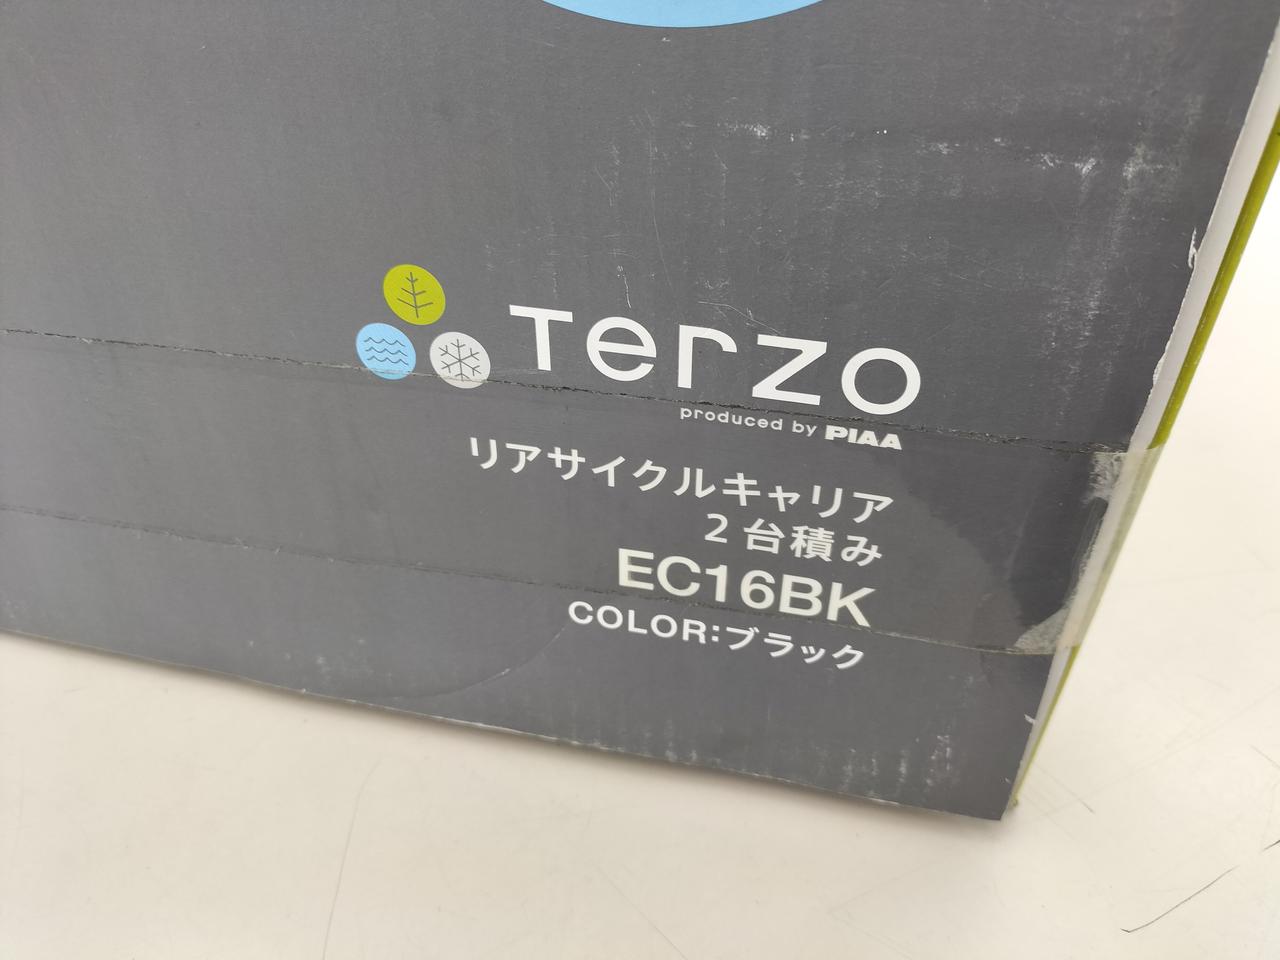 Terzo
produced by PIAA
リアサイクルキャリア
2台積み
EC16BK
COLOR:ブラック